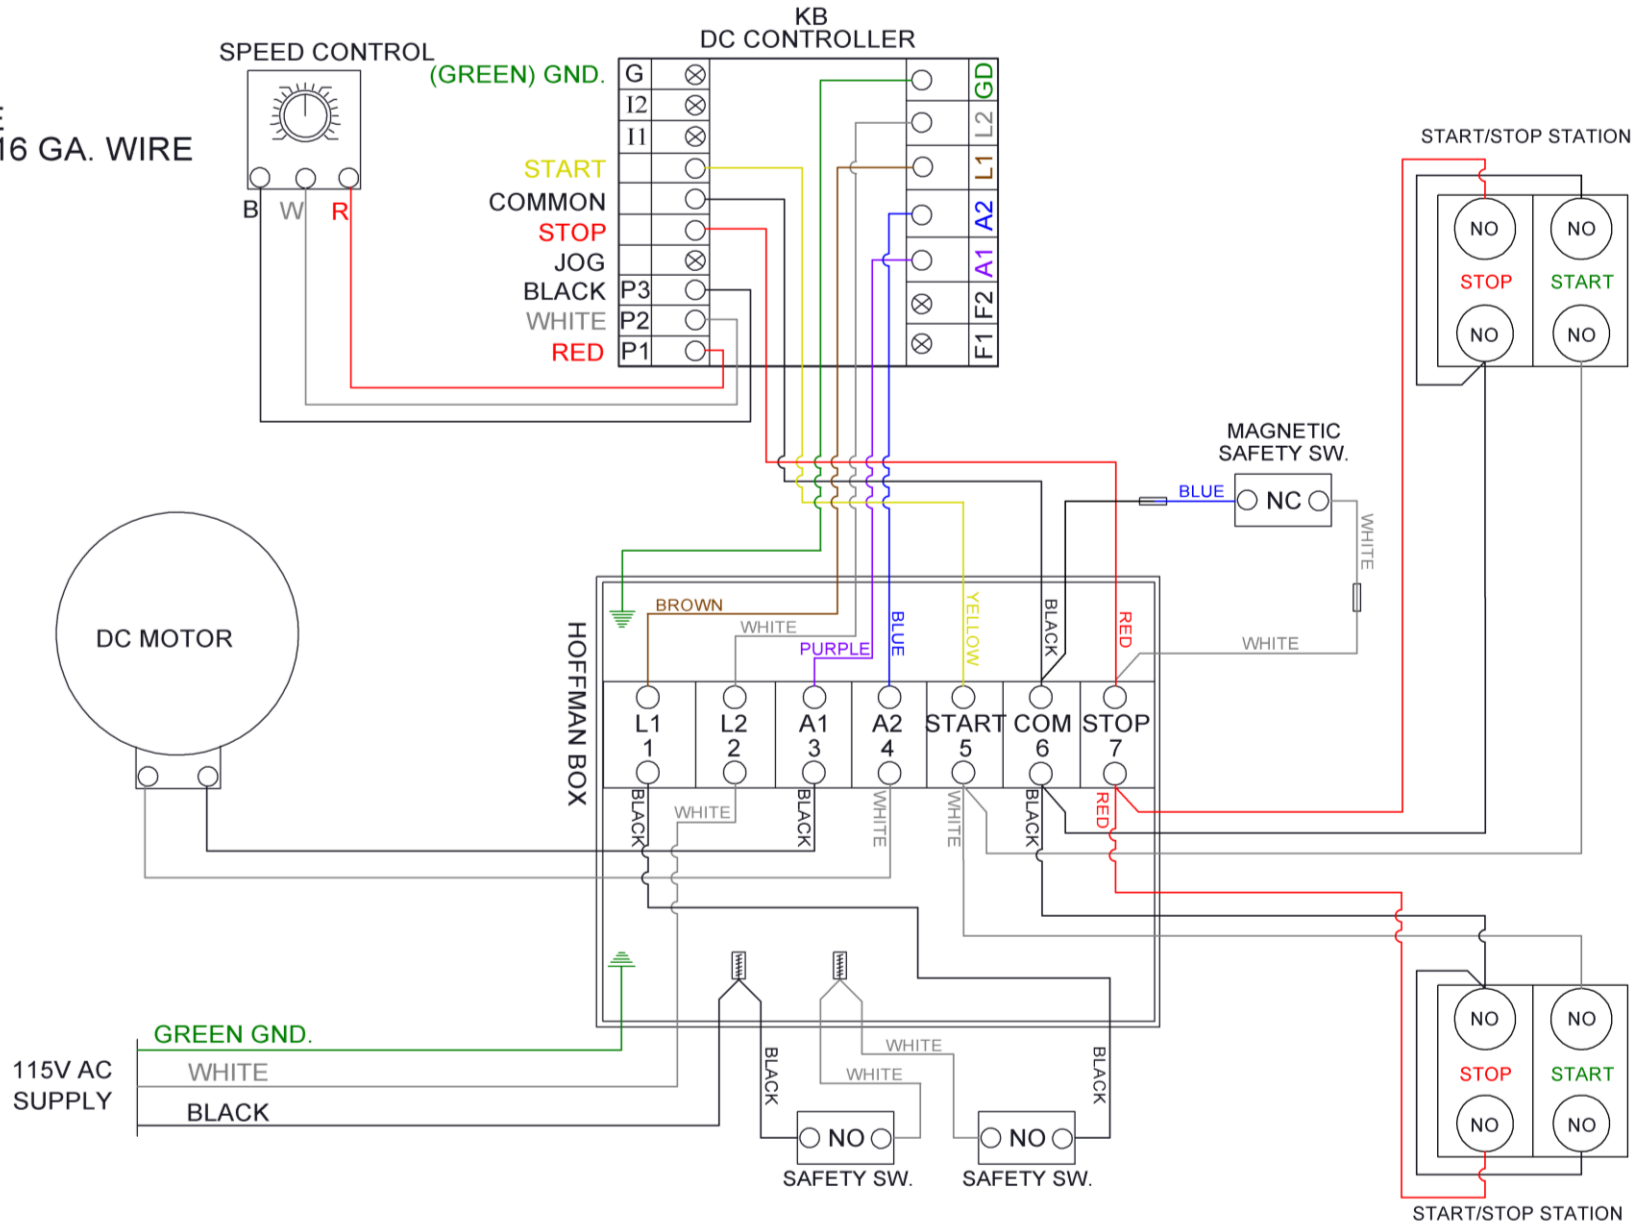 KB
DC CONTROLLER
SPEED CONTROL
(GREEN) GND.
16 GA. WIRE
B W R
G
I2
I1
START
COMMON
STOP
JOG
BLACK P3
WHITE P2
RED P1
GD
L2
L1
A2
A1
F2
F1
START/STOP STATION
NO NO
STOP START
NO NO
MAGNETIC
SAFETY SW.
BLUE
NC
WHITE
WHITE
DC MOTOR
HOFFMAN BOX
BROWN
WHITE
PURPLE
BLUE
YELLOW
BLACK
RED
L1 L2 A1 A2 START COM STOP
1 2 3 4 5 6 7
BLACK
WHITE
BLACK
WHITE
WHITE
BLACK
RED
115V AC
SUPPLY
GREEN GND.
WHITE
BLACK
BLACK
WHITE
WHITE
BLACK
NO
SAFETY SW.
NO
SAFETY SW.
NO NO
STOP START
NO NO
START/STOP STATION